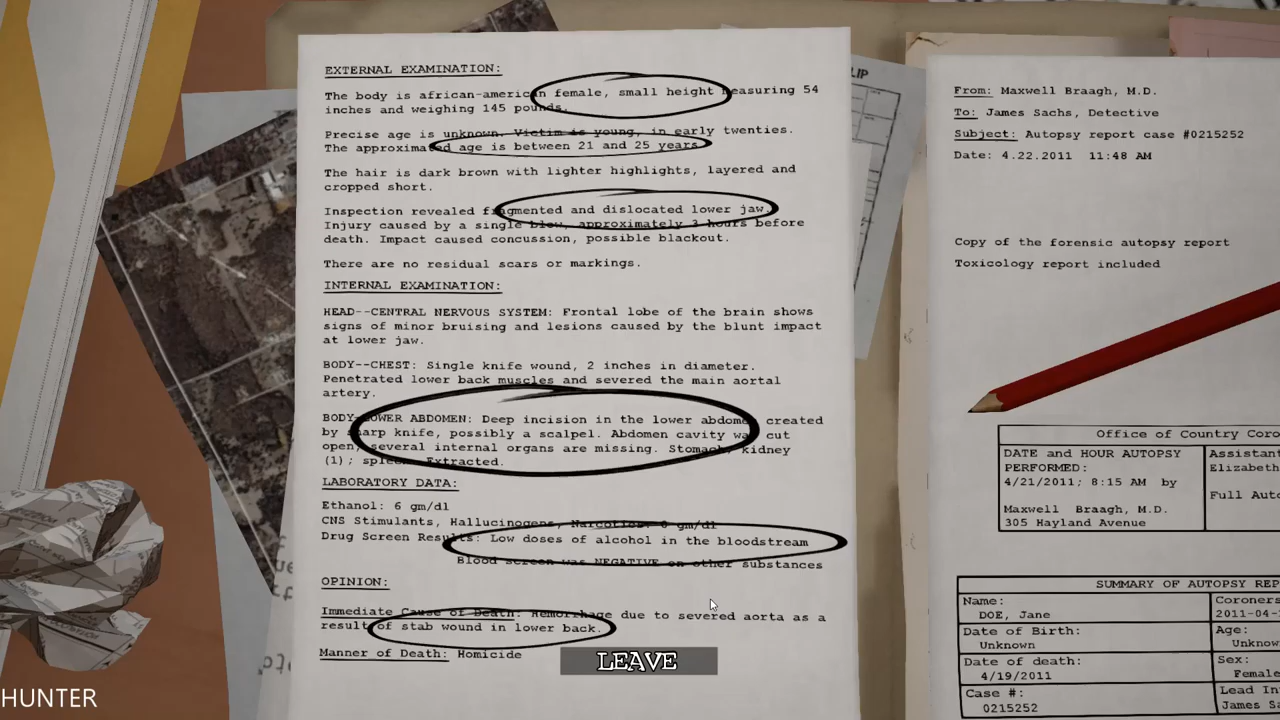 EXTERNAL EXAMINATION:
The body is african-american female, small height measuring 54
inches and weighing 145 pounds.
Precise age is unknown. Victim is young, in early twenties.
The approximated age is between 21 and 25 years.
The hair is dark brown with lighter highlights, layered and
cropped short.
Inspection revealed fragmented and dislocated lower jaw.
Injury caused by a single blow, approximately 3 hours before
death. Impact caused concussion, possible blackout.
There are no residual scars or markings.
INTERNAL EXAMINATION:
HEAD--CENTRAL NERVOUS SYSTEM: Frontal lobe of the brain shows
signs of minor bruising and lesions caused by the blunt impact
at lower jaw.
BODY--CHEST: Single knife wound, 2 inches in diameter.
Penetrated lower back muscles and severed the main aortal
artery.
BODY-LOWER ABDOMEN: Deep incision in the lower abdomen created
by sharp knife, possibly a scalpel. Abdomen cavity was cut
open, several internal organs are missing. Stomach, kidney
(1); spleen. Extracted.
LABORATORY DATA:
Ethanol: 6 gm/dl
CNS Stimulants, Hallucinogens, Narcotics: 0 gm/dl
Drug Screen Results: Low doses of alcohol in the bloodstream
Blood screen was NEGATIVE on other substances
OPINION:
Immediate Cause of Death: Hemorrhage due to severed aorta as a
result of stab wound in lower back.
Manner of Death: Homicide
LEAVE
HUNTER
LIP
From: Maxwell Braagh, M.D.
To: James Sachs, Detective
Subject: Autopsy report case #0215252
Date: 4.22.2011 11:48 AM
Copy of the forensic autopsy report
Toxicology report included
Office of Country Coro
DATE and HOUR AUTOPSY
PERFORMED:
4/21/2011; 8:15 AM by
Maxwell Braagh, M.D.
305 Hayland Avenue
Assistan
Elizabeth
Full Auto
SUMMARY OF AUTOPSY REP
Name:
DOE, Jane
Coroners
2011-04-
Date of Birth:
Unknown
Age:
Unknow
Date of death:
4/19/2011
Sex:
Female
Case #:
0215252
Lead In
James S